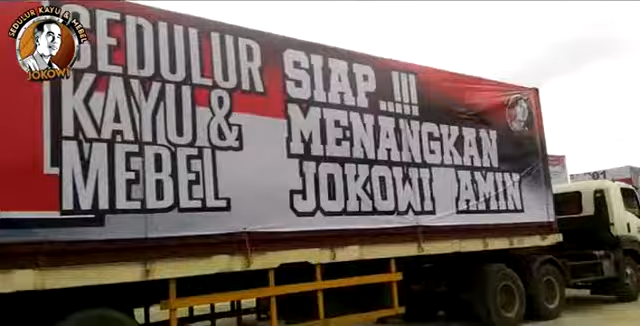 SEDULUR KAYU & MEBEL
JOKOWI
SEDULUR
KAYU &
MEBEL
SIAP ..!!!
MENANGKAN
JOKOWI AMIN